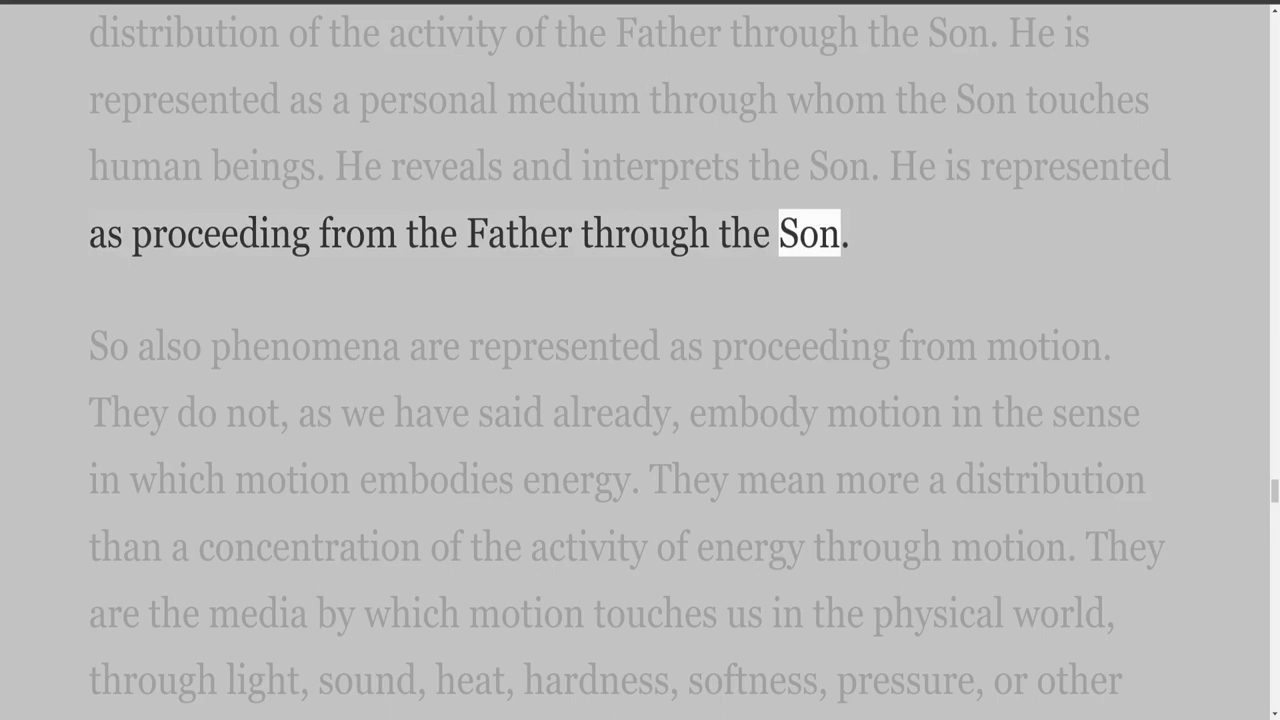 distribution of the activity of the Father through the Son. He is
represented as a personal medium through whom the Son touches
human beings. He reveals and interprets the Son. He is represented
as proceeding from the Father through the Son.
So also phenomena are represented as proceeding from motion.
They do not, as we have said already, embody motion in the sense
in which motion embodies energy. They mean more a distribution
than a concentration of the activity of energy through motion. They
are the media by which motion touches us in the physical world,
through light, sound, heat, hardness, softness, pressure, or other